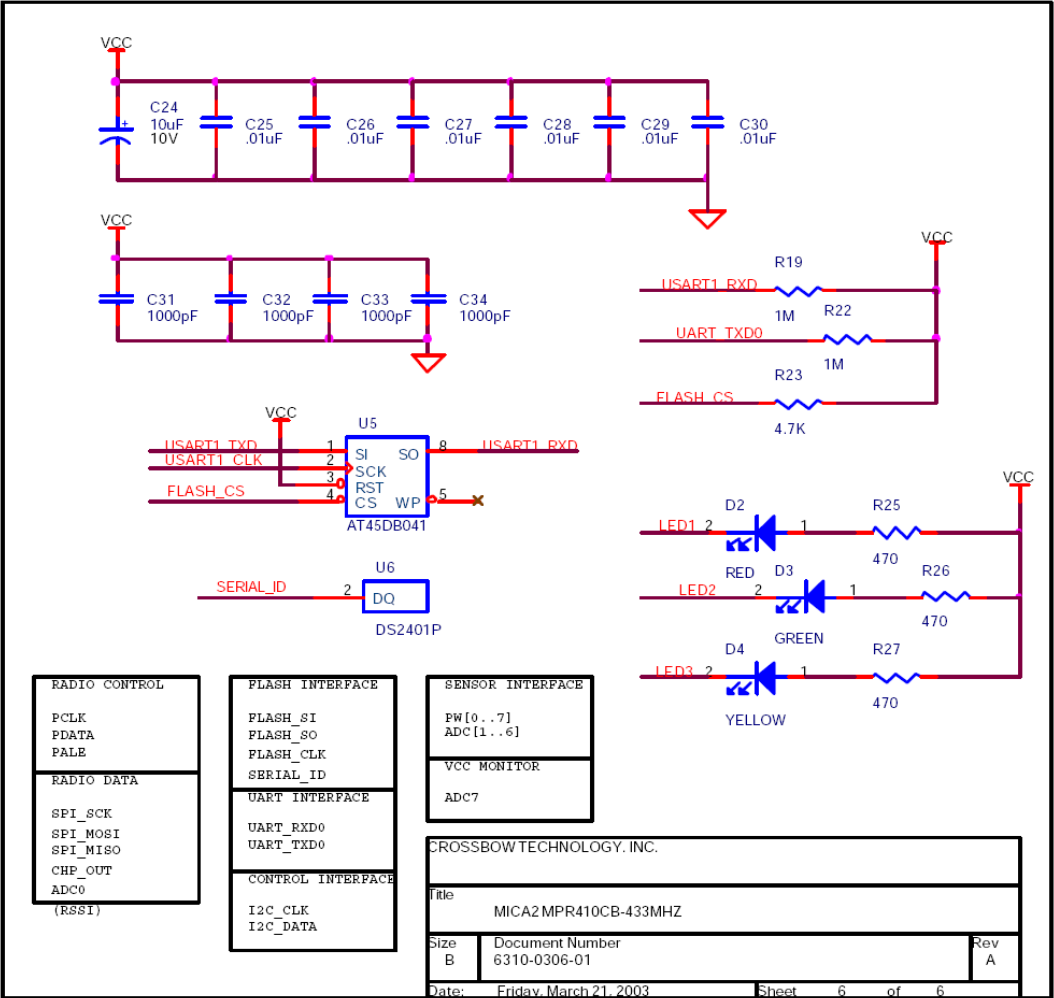 VCC
C24
10uF
10V
+
C25
.01uF
C26
.01uF
C27
.01uF
C28
.01uF
C29
.01uF
C30
.01uF
VCC
C31
1000pF
C32
1000pF
C33
1000pF
C34
1000pF
VCC
R19
USART1_RXD
1M
R22
UART_TXD0
1M
R23
FLASH_CS
4.7K
VCC
U5
USART1_TXD 1 SI SO 8 USART1_RXD
USART1_CLK 2 SCK
3 RST
FLASH_CS 4 CS WP 5
AT45DB041
U6
SERIAL_ID 2 DQ
DS2401P
VCC
D2 R25
LED1 2 1
RED 470
D3 R26
LED2 2 1
GREEN 470
D4 R27
LED3 2 1
YELLOW 470
RADIO CONTROL
PCLK
PDATA
PALE
RADIO DATA
SPI_SCK
SPI_MOSI
SPI_MISO
CHP_OUT
ADC0
(RSSI)
FLASH INTERFACE
FLASH_SI
FLASH_SO
FLASH_CLK
SERIAL_ID
UART INTERFACE
UART_RXD0
UART_TXD0
CONTROL INTERFACE
I2C_CLK
I2C_DATA
SENSOR INTERFACE
PW[0..7]
ADC[1..6]
VCC MONITOR
ADC7
CROSSBOW TECHNOLOGY. INC.
Title
MICA2 MPR410CB-433MHZ
Size Document Number Rev
B 6310-0306-01 A
Date: Friday, March 21, 2003 Sheet 6 of 6